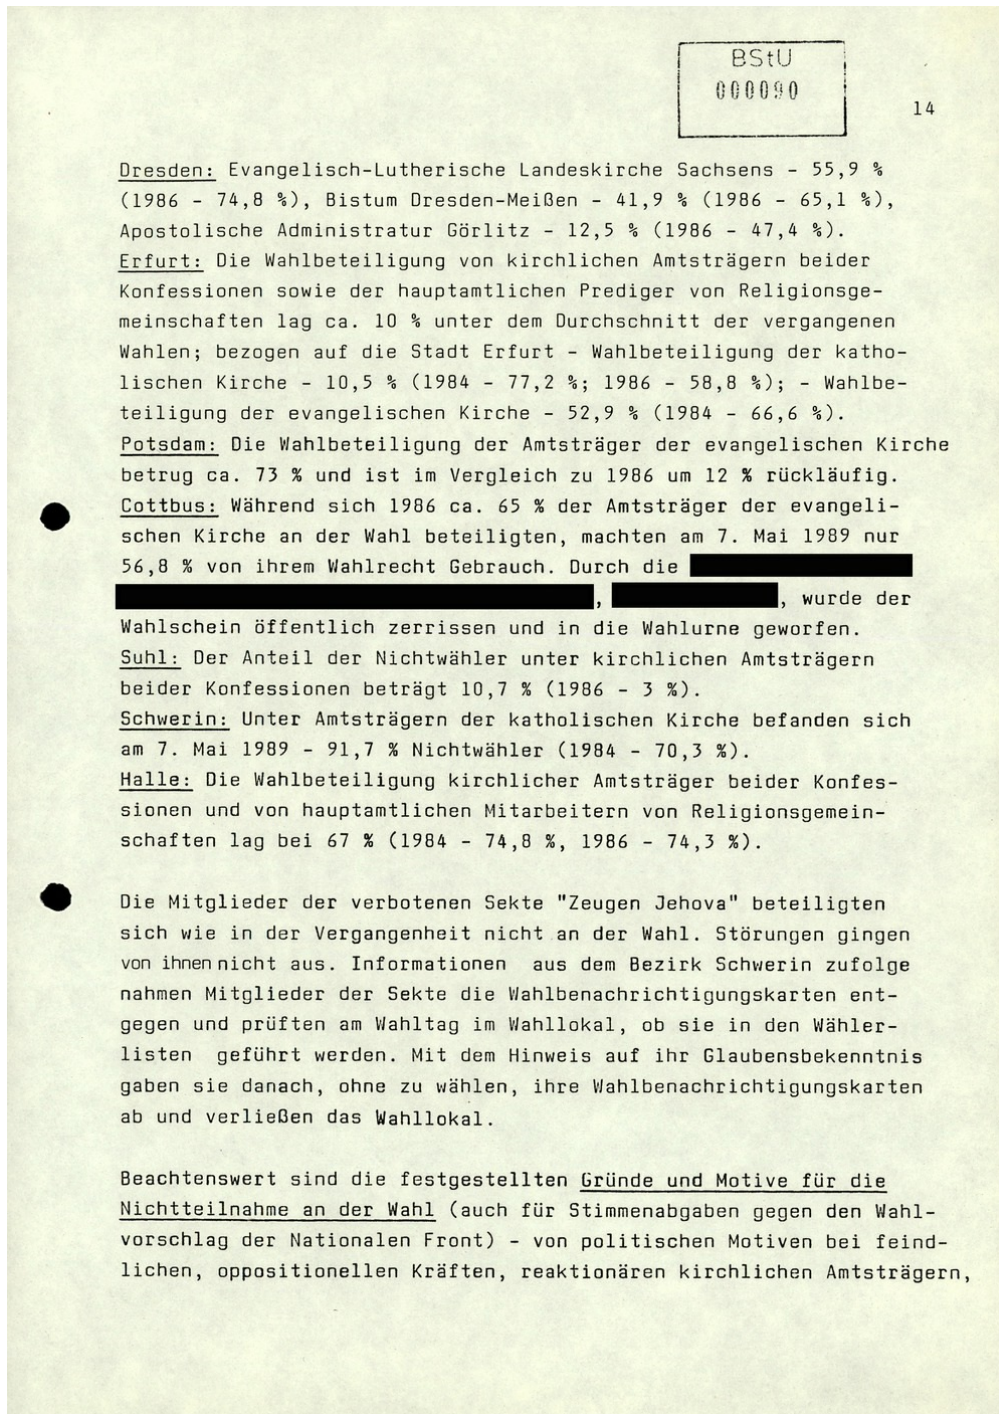 BStU
000090
14
Dresden: Evangelisch-Lutherische Landeskirche Sachsens - 55,9 %
(1986 - 74,8 %), Bistum Dresden-Meißen - 41,9 % (1986 - 65,1 %),
Apostolische Administratur Görlitz - 12,5 % (1986 - 47,4 %).
Erfurt: Die Wahlbeteiligung von kirchlichen Amtsträgern beider
Konfessionen sowie der hauptamtlichen Prediger von Religionsge-
meinschaften lag ca. 10 % unter dem Durchschnitt der vergangenen
Wahlen; bezogen auf die Stadt Erfurt - Wahlbeteiligung der katho-
lischen Kirche - 10,5 % (1984 - 77,2 %; 1986 - 58,8 %); - Wahlbe-
teiligung der evangelischen Kirche - 52,9 % (1984 - 66,6 %).
Potsdam: Die Wahlbeteiligung der Amtsträger der evangelischen Kirche
betrug ca. 73 % und ist im Vergleich zu 1986 um 12 % rückläufig.
Cottbus: Während sich 1986 ca. 65 % der Amtsträger der evangeli-
schen Kirche an der Wahl beteiligten, machten am 7. Mai 1989 nur
56,8 % von ihrem Wahlrecht Gebrauch. Durch die
, , wurde der
Wahlschein öffentlich zerrissen und in die Wahlurne geworfen.
Suhl: Der Anteil der Nichtwähler unter kirchlichen Amtsträgern
beider Konfessionen beträgt 10,7 % (1986 - 3 %).
Schwerin: Unter Amtsträgern der katholischen Kirche befanden sich
am 7. Mai 1989 - 91,7 % Nichtwähler (1984 - 70,3 %).
Halle: Die Wahlbeteiligung kirchlicher Amtsträger beider Konfes-
sionen und von hauptamtlichen Mitarbeitern von Religionsgemein-
schaften lag bei 67 % (1984 - 74,8 %, 1986 - 74,3 %).
Die Mitglieder der verbotenen Sekte "Zeugen Jehova" beteiligten
sich wie in der Vergangenheit nicht an der Wahl. Störungen gingen
von ihnen nicht aus. Informationen aus dem Bezirk Schwerin zufolge
nahmen Mitglieder der Sekte die Wahlbenachrichtigungskarten ent-
gegen und prüften am Wahltag im Wahllokal, ob sie in den Wähler-
listen geführt werden. Mit dem Hinweis auf ihr Glaubensbekenntnis
gaben sie danach, ohne zu wählen, ihre Wahlbenachrichtigungskarten
ab und verließen das Wahllokal.
Beachtenswert sind die festgestellten Gründe und Motive für die
Nichtteilnahme an der Wahl (auch für Stimmenabgaben gegen den Wahl-
vorschlag der Nationalen Front) - von politischen Motiven bei feind-
lichen, oppositionellen Kräften, reaktionären kirchlichen Amtsträgern,